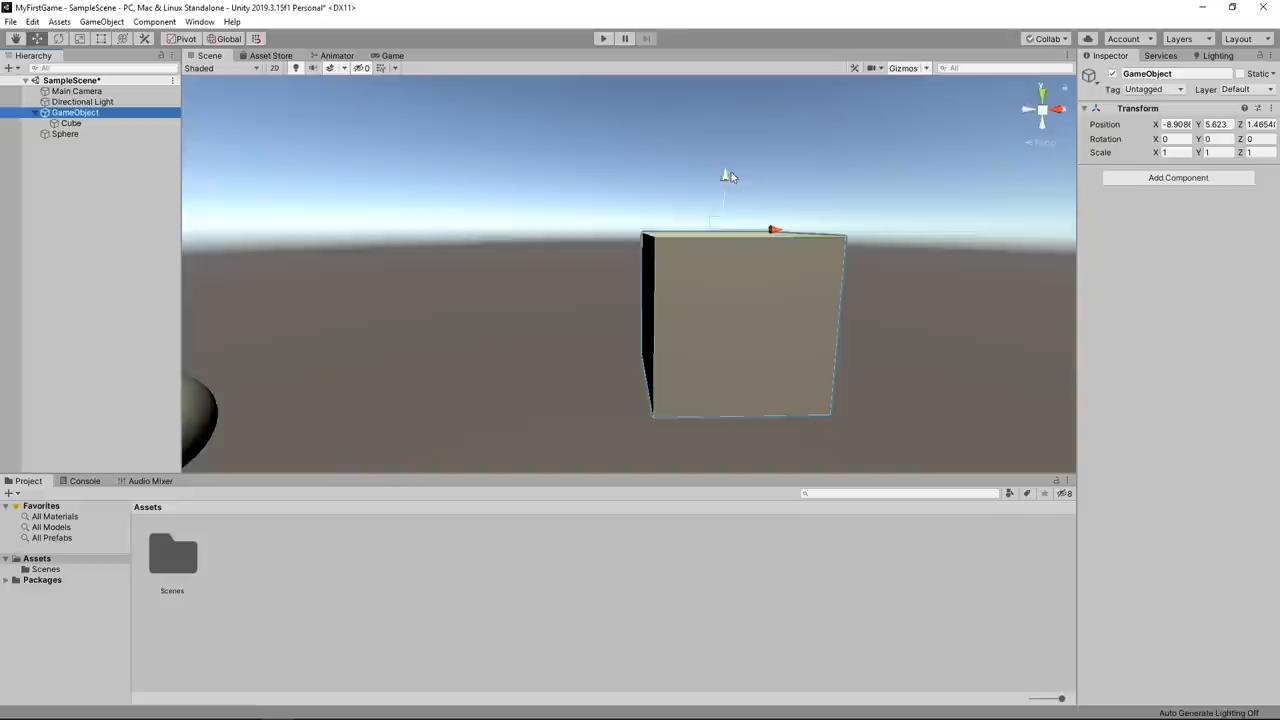 MyFirstGame - SampleScene - PC, Mac & Linux Standalone - Unity 2019.3.15f1 Personal* <DX11>
File Edit Assets GameObject Component Window Help
Pivot Global Collab Account Layers Layout
Hierarchy Scene Asset Store Animator Game Inspector Services Lighting
All Shaded 2D 0 Gizmos All
GameObject Static
SampleScene*
Main Camera
Directional Light
GameObject
Cube
Sphere
Tag Untagged Layer Default
Transform
Position X -8.908 Y 5.623 Z 1.4654
Rotation X 0 Y 0 Z 0
Scale X 1 Y 1 Z 1
Add Component
y
Persp
Project Console Audio Mixer
8
Favorites
All Materials
All Models
All Prefabs
Assets
Scenes
Packages
Assets
Scenes
Auto Generate Lighting Off